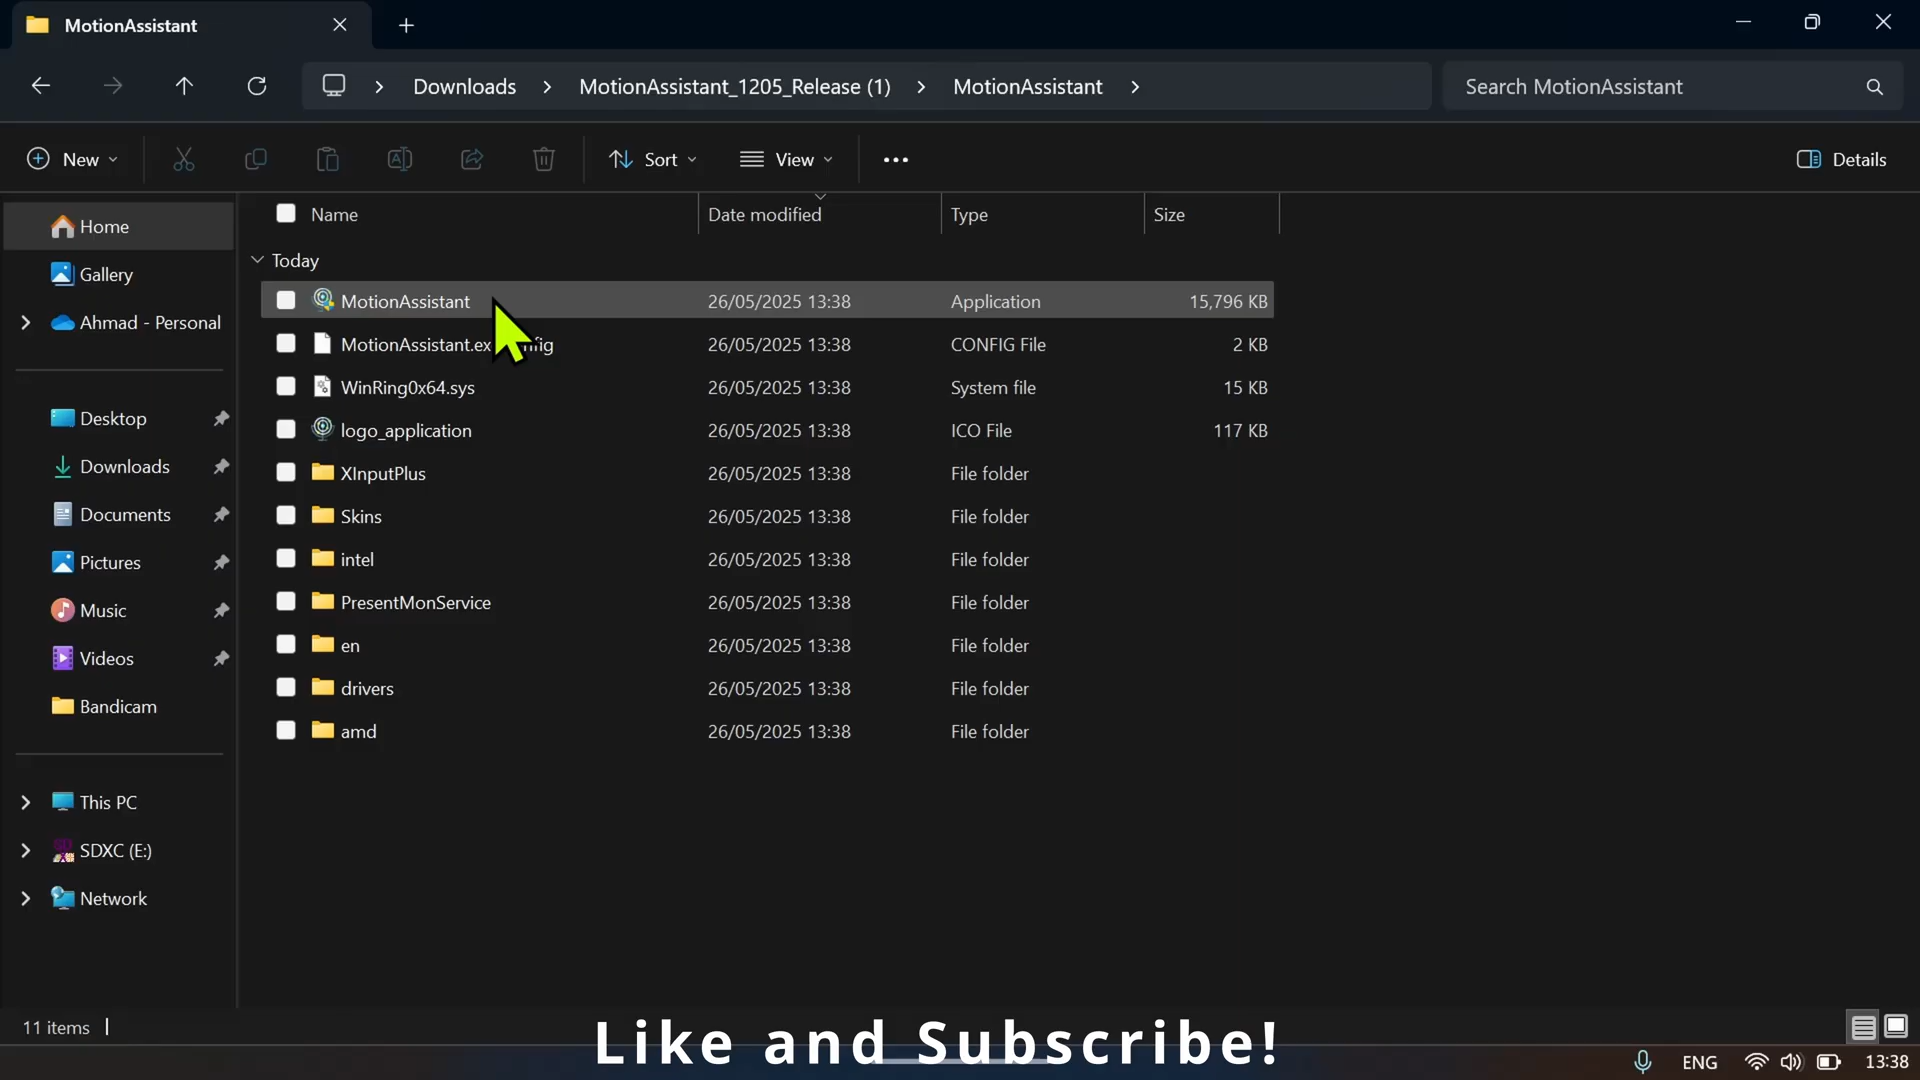 MotionAssistant
Downloads > MotionAssistant_1205_Release (1) > MotionAssistant >
Search MotionAssistant
New
Sort
View
Details
Home
Gallery
Ahmad - Personal
Desktop
Downloads
Documents
Pictures
Music
Videos
Bandicam
This PC
SDXC (E:)
Network
Name Date modified Type Size
Today
MotionAssistant 26/05/2025 13:38 Application 15,796 KB
MotionAssistant.ex 26/05/2025 13:38 CONFIG File 2 KB
WinRing0x64.sys 26/05/2025 13:38 System file 15 KB
logo_application 26/05/2025 13:38 ICO File 117 KB
XInputPlus 26/05/2025 13:38 File folder
Skins 26/05/2025 13:38 File folder
intel 26/05/2025 13:38 File folder
PresentMonService 26/05/2025 13:38 File folder
en 26/05/2025 13:38 File folder
drivers 26/05/2025 13:38 File folder
amd 26/05/2025 13:38 File folder
11 items
Like and Subscribe!
ENG 13:38